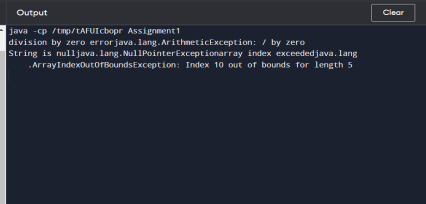 Output
Clear
java -cp /tmp/tAFUIcbopr Assignment1
division by zero errorjava.lang.ArithmeticException: / by zero
String is nulljava.lang.NullPointerExceptionarray index exceededjava.lang
.ArrayIndexOutOfBoundsException: Index 10 out of bounds for length 5